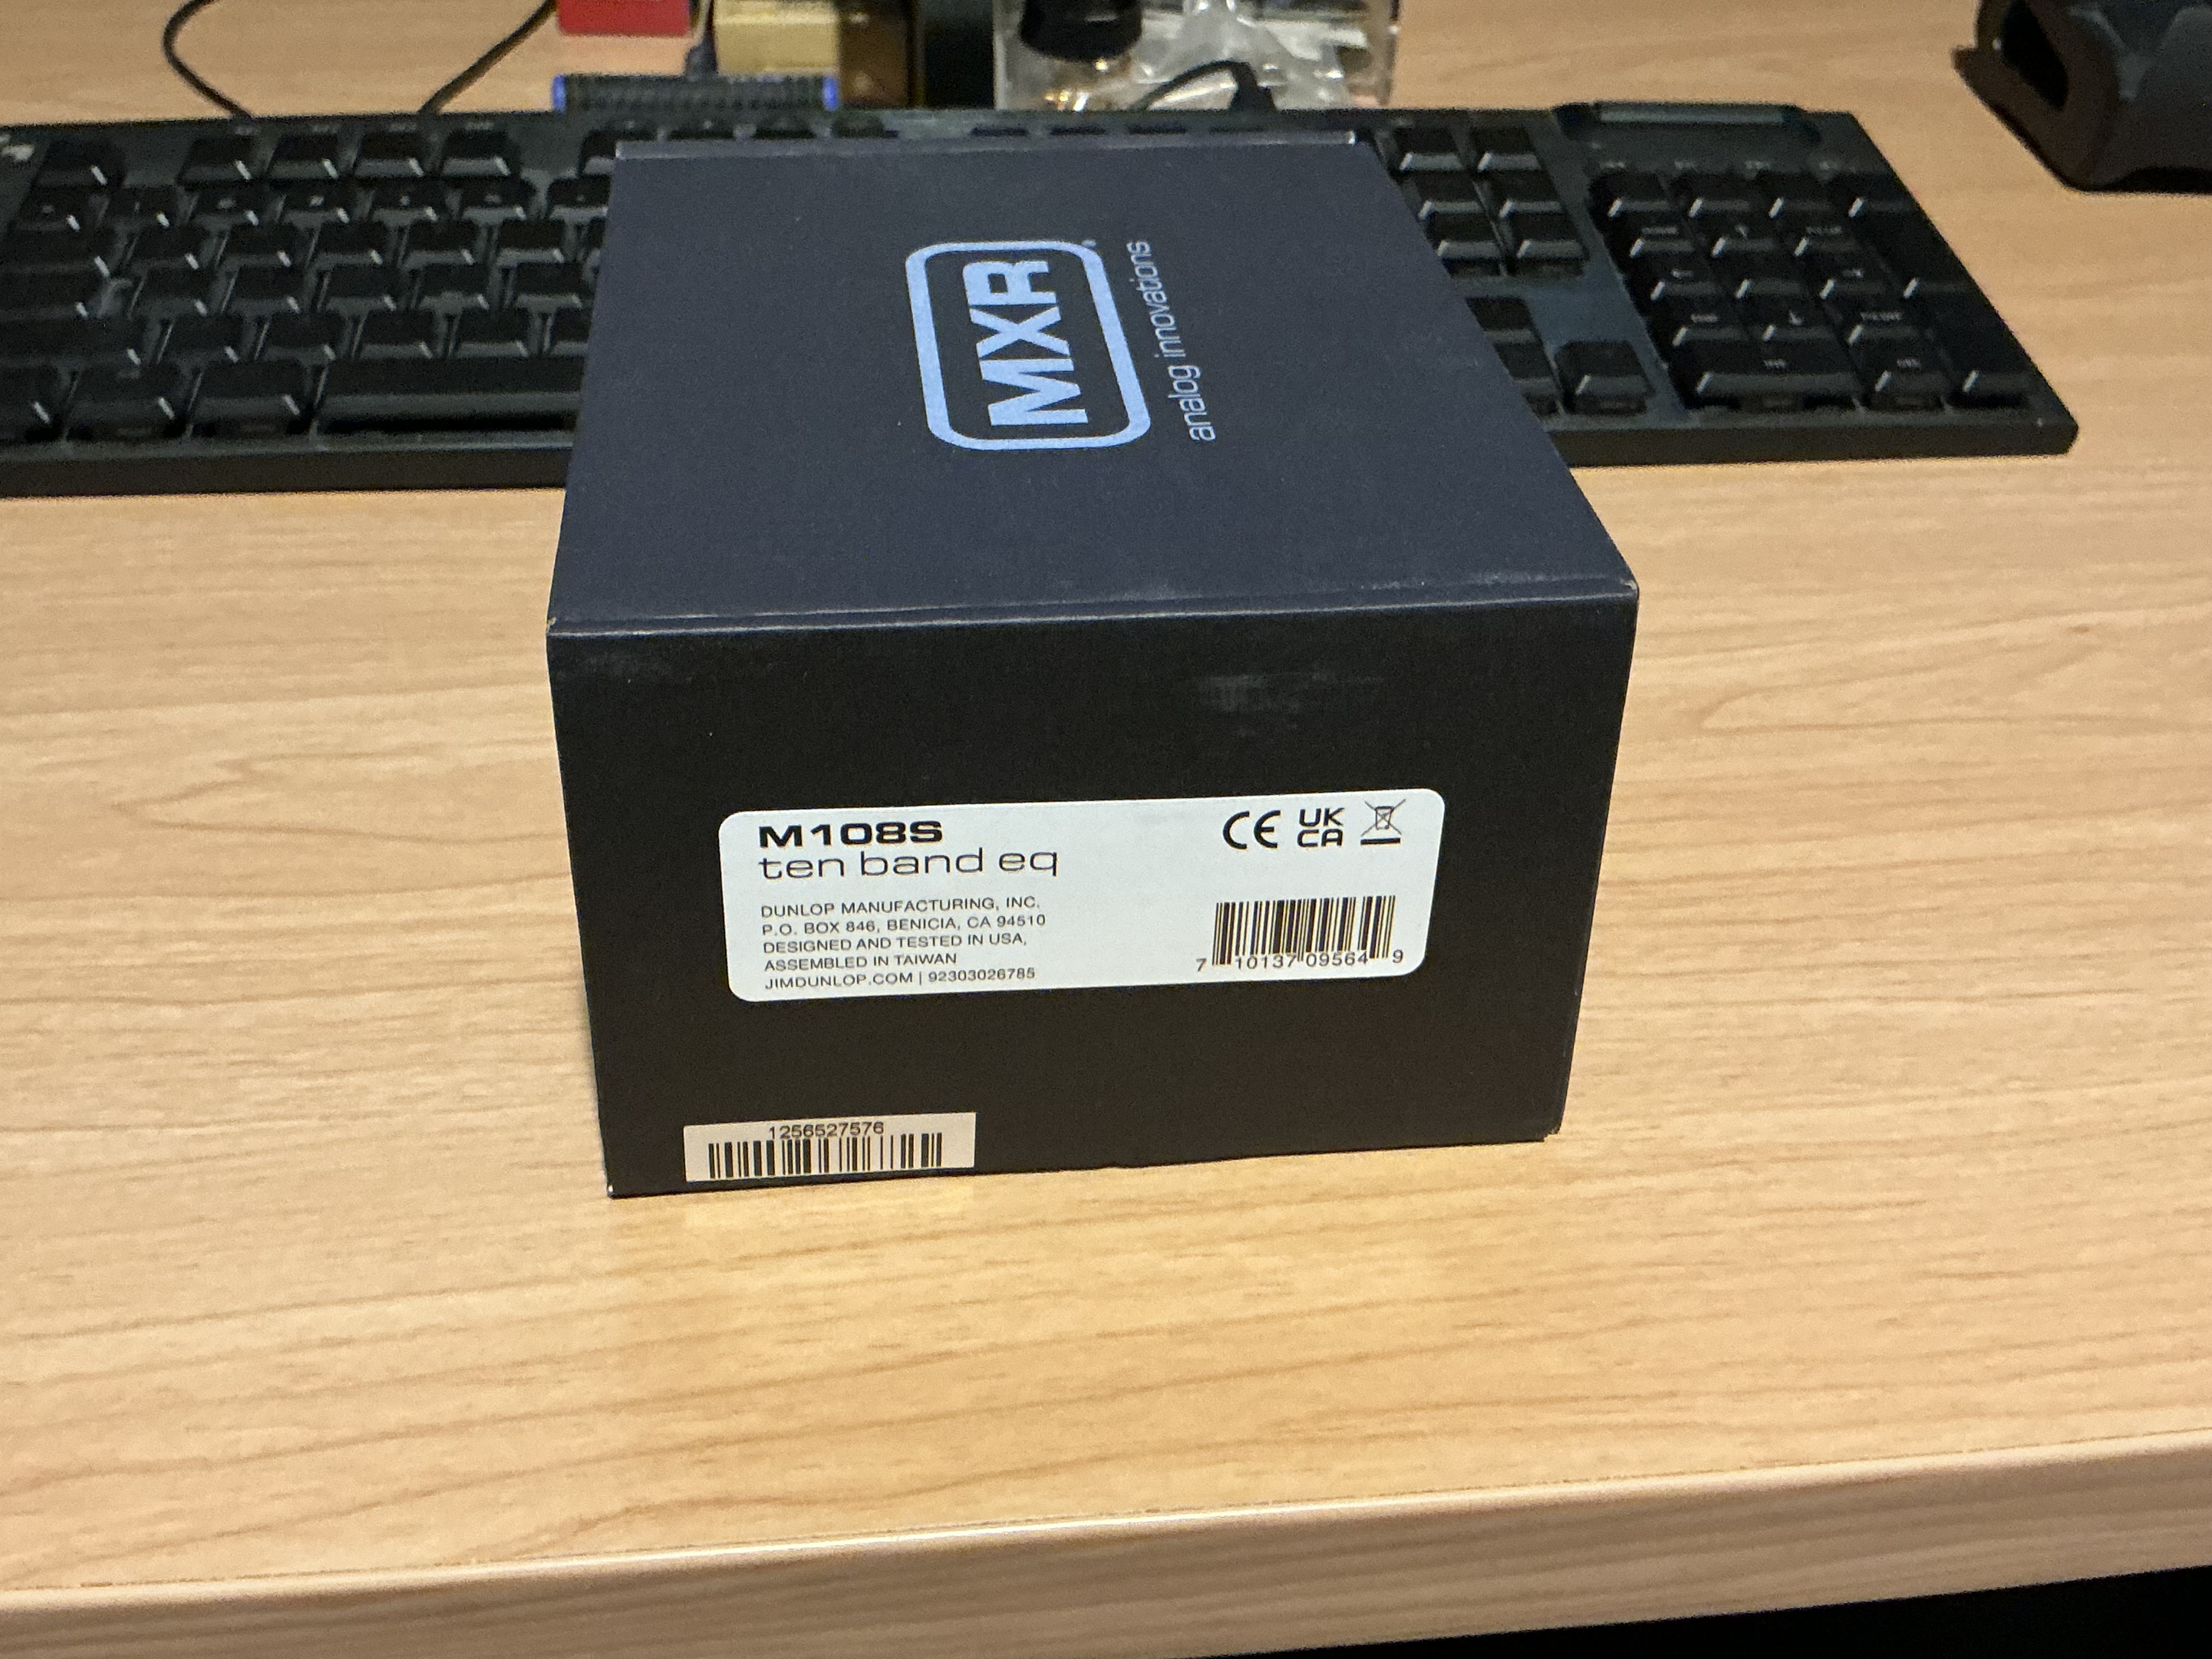 MXR
analog innovations
M108S
ten band eq
CE UK CA
DUNLOP MANUFACTURING, INC.
P.O. BOX 846, BENICIA, CA 94510
DESIGNED AND TESTED IN USA,
ASSEMBLED IN TAIWAN
JIMDUNLOP.COM | 92303026785
7 10137 09564 9
1256527576